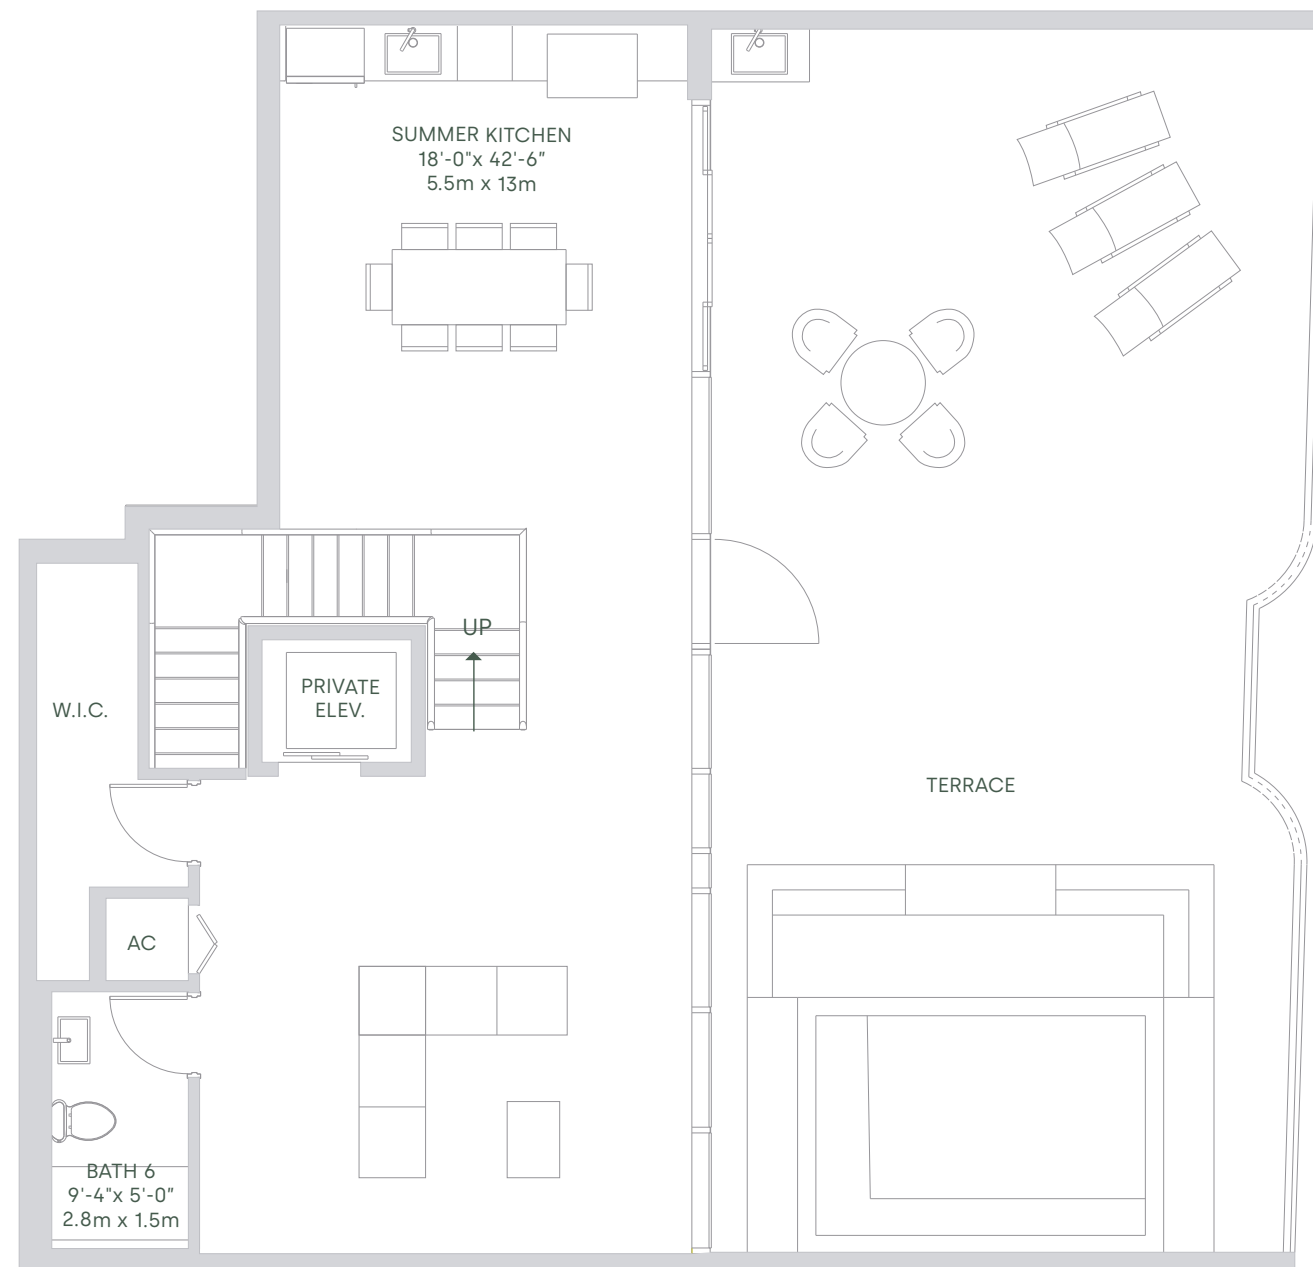 SUMMER KITCHEN
18'-0"x 42'-6"
5.5m x 13m
UP
PRIVATE
ELEV.
W.I.C.
TERRACE
AC
BATH 6
9'-4"x 5'-0"
2.8m x 1.5m